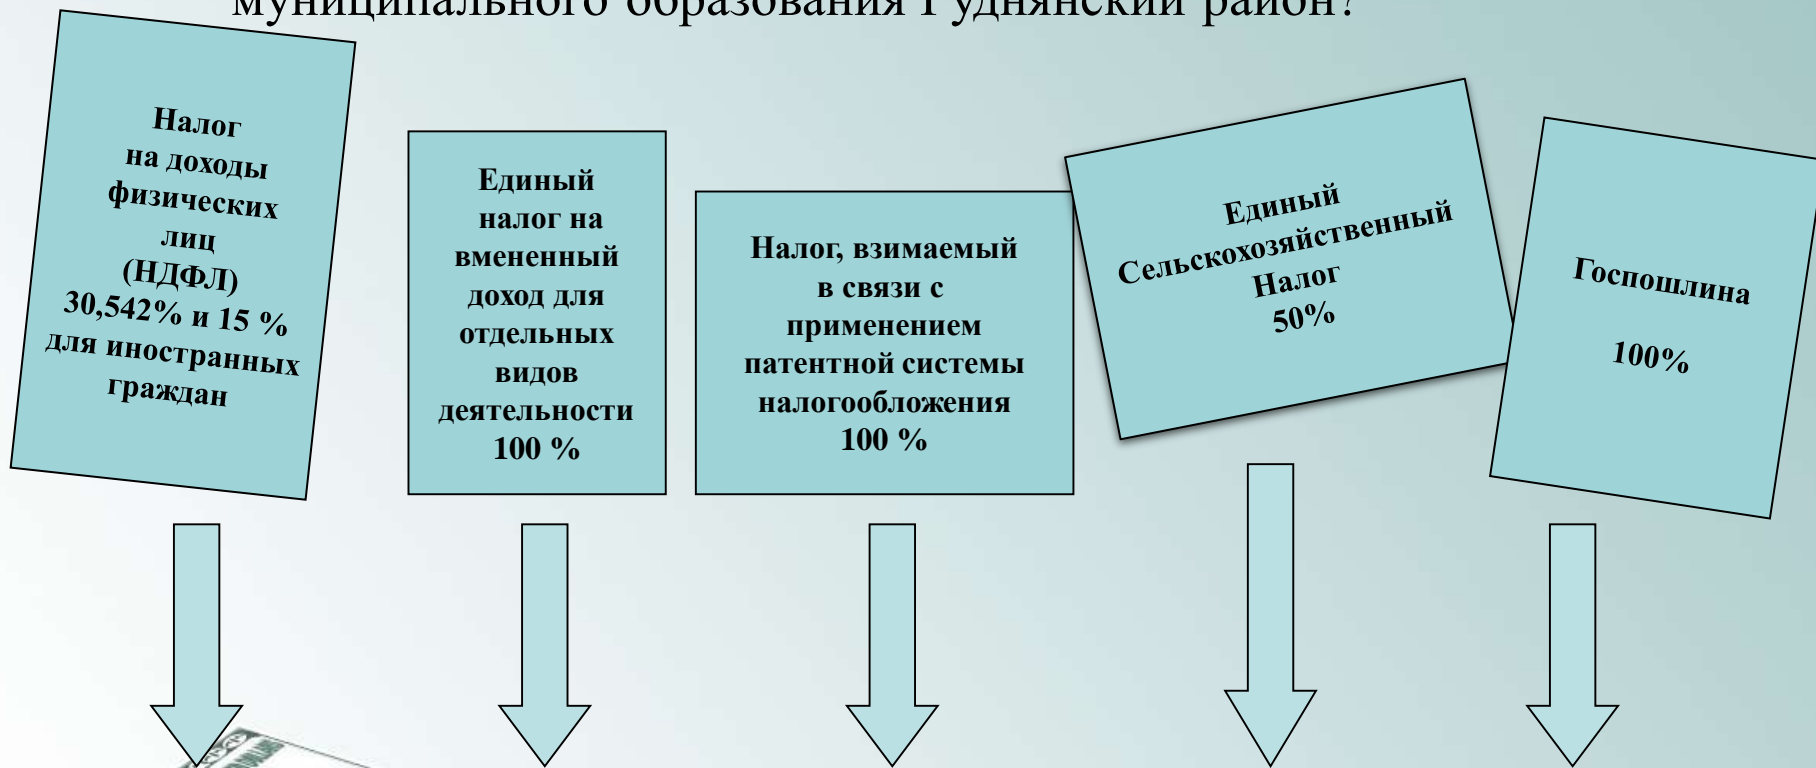 муниципального образования Руднянский район?
Налог
на доходы
физических
лиц
(НДФЛ)
30,542% и 15 %
для иностранных
граждан
Единый
налог на
вмененный
доход для
отдельных
видов
деятельности
100 %
Налог, взимаемый
в связи с
применением
патентной системы
налогообложения
100 %
Единый
Сельскохозяйственный
Налог
50%
Госпошлина
100%